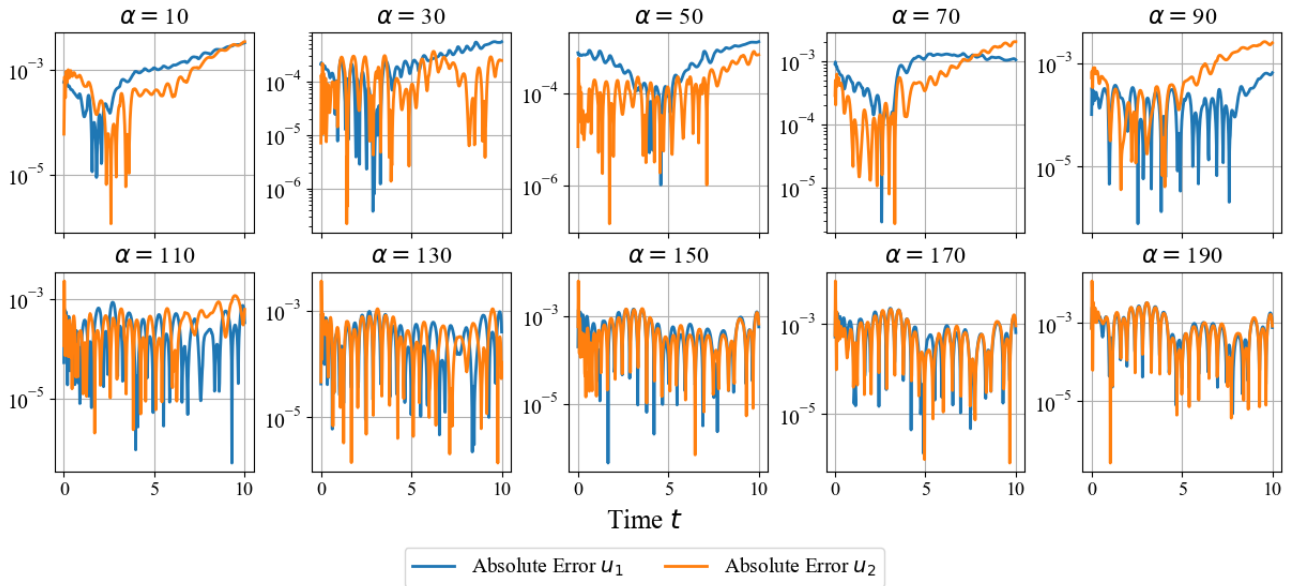 α = 10 α = 30 α = 50 α = 70 α = 90
10⁻³ 10⁻⁴ 10⁻⁴ 10⁻³ 10⁻³
10⁻⁵ 10⁻⁵ 10⁻⁶ 10⁻⁴ 10⁻⁵
10⁻⁶ 10⁻⁵
α = 110 α = 130 α = 150 α = 170 α = 190
10⁻³ 10⁻³ 10⁻³ 10⁻³ 10⁻³
10⁻⁵ 10⁻⁵ 10⁻⁵ 10⁻⁵ 10⁻⁵
0 5 10 0 5 10 0 5 10 0 5 10 0 5 10
Time t
Absolute Error u₁ Absolute Error u₂